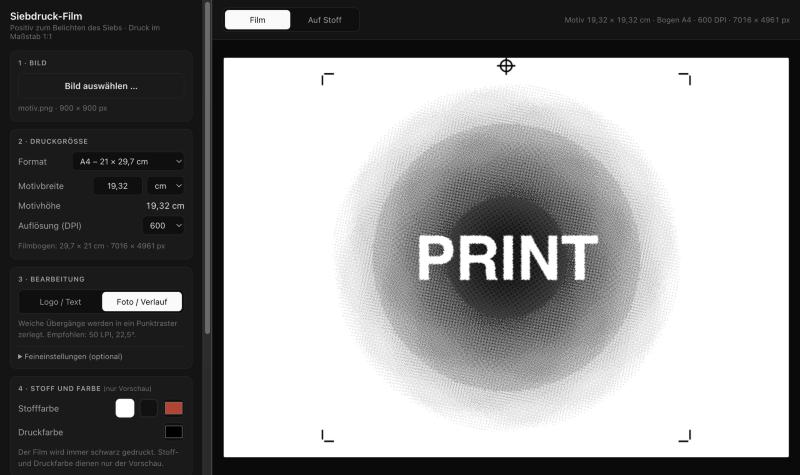 Siebdruck-Film
Positiv zum Belichten des Siebs · Druck im
Maßstab 1:1
1 · BILD
Bild auswählen ...
motiv.png · 900 × 900 px
2 · DRUCKGRÖSSE
Format
A4 – 21 × 29,7 cm
Motivbreite
19,32
cm
Motivhöhe
19,32 cm
Auflösung (DPI)
600
Filmbogen: 29,7 × 21 cm · 7016 × 4961 px
3 · BEARBEITUNG
Logo / Text
Foto / Verlauf
Weiche Übergänge werden in ein Punktraster
zerlegt. Empfohlen: 50 LPI, 22,5°.
Feineinstellungen (optional)
4 · STOFF UND FARBE (nur Vorschau)
Stofffarbe
Druckfarbe
Der Film wird immer schwarz gedruckt. Stoff-
und Druckfarbe dienen nur der Vorschau.
Film
Auf Stoff
Motiv 19,32 × 19,32 cm · Bogen A4 · 600 DPI · 7016 × 4961 px
PRINT